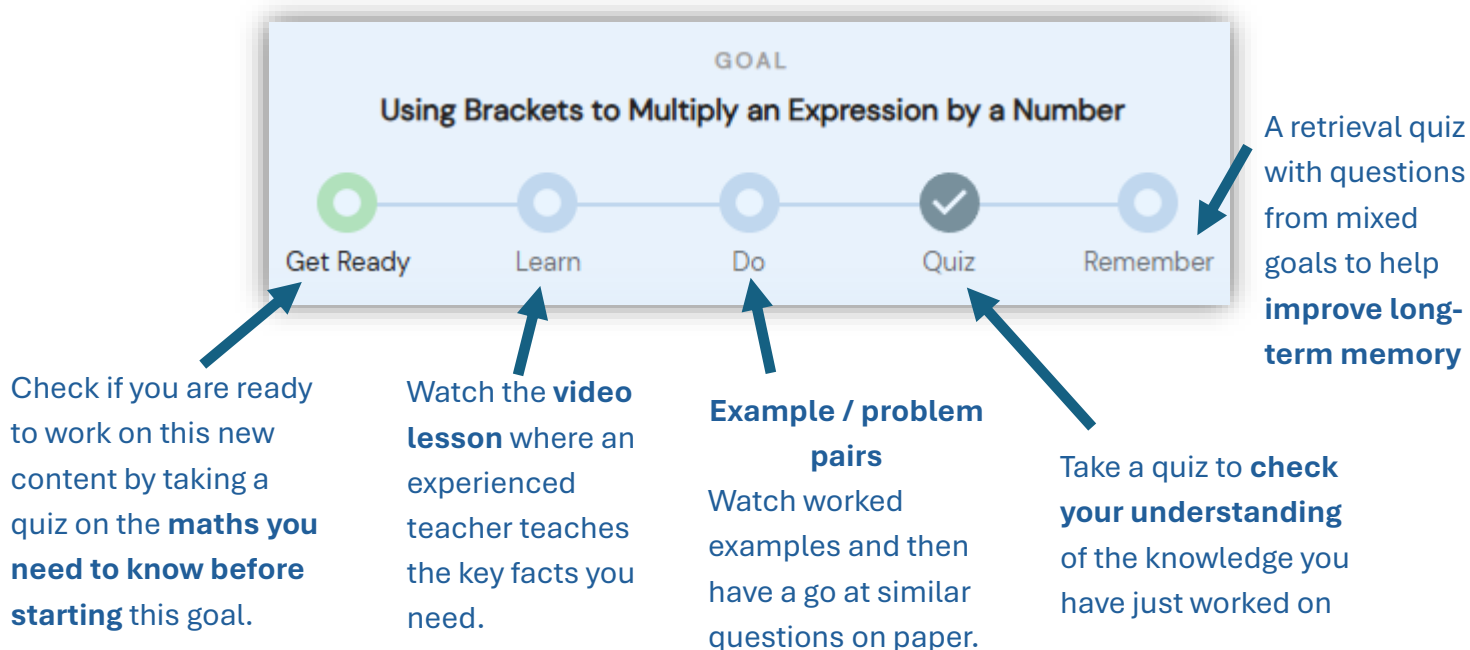 GOAL
Using Brackets to Multiply an Expression by a Number
Get Ready
Learn
Do
Quiz
Remember
A retrieval quiz
with questions
from mixed
goals to help
improve long-
term memory
Check if you are ready
to work on this new
content by taking a
quiz on the maths you
need to know before
starting this goal.
Watch the video
lesson where an
experienced
teacher teaches
the key facts you
need.
Example / problem
pairs
Watch worked
examples and then
have a go at similar
questions on paper.
Take a quiz to check
your understanding
of the knowledge you
have just worked on